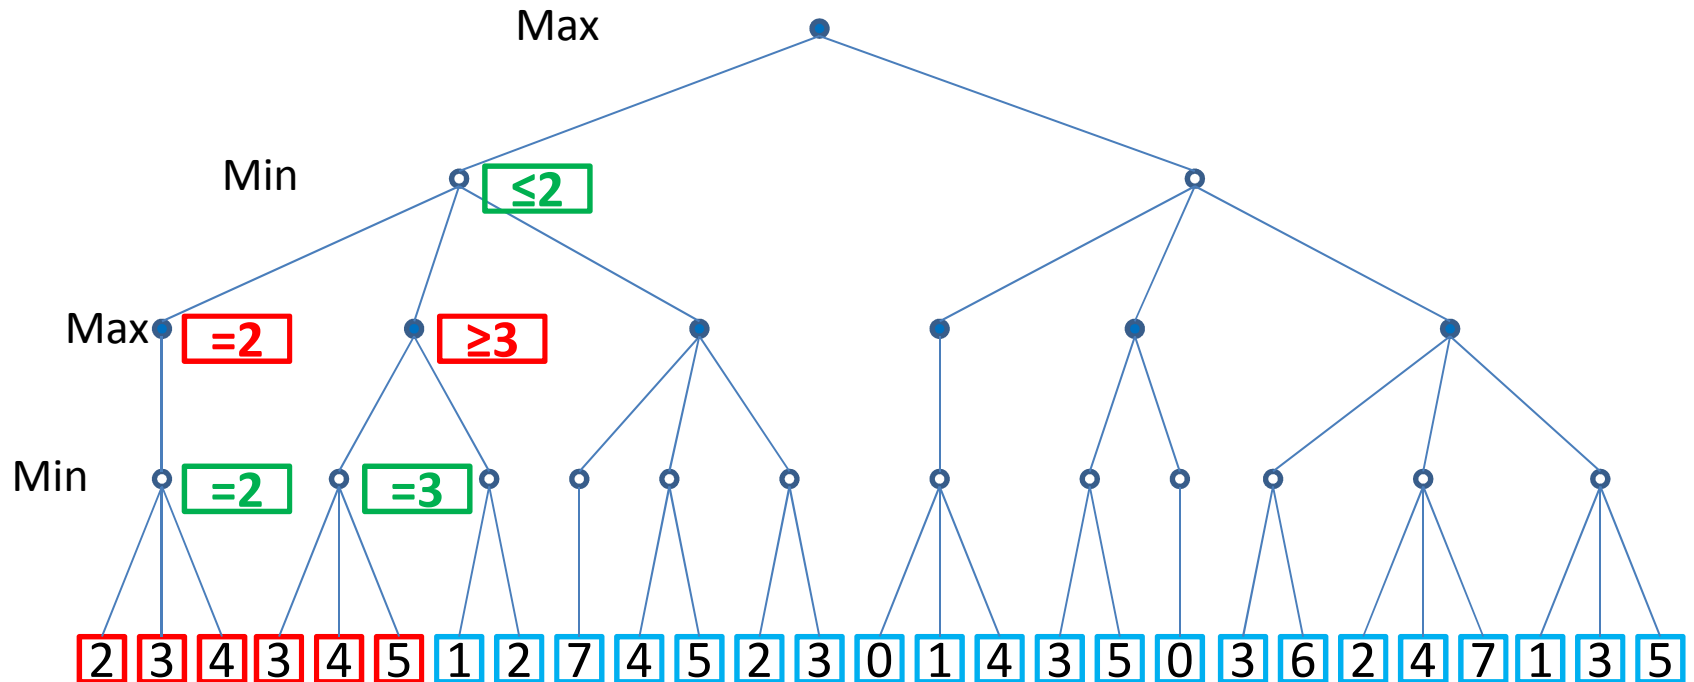 Max
Min ≤2
Max =2 ≥3
Min =2 =3
2 3 4 3 4 5 1 2 7 4 5 2 3 0 1 4 3 5 0 3 6 2 4 7 1 3 5